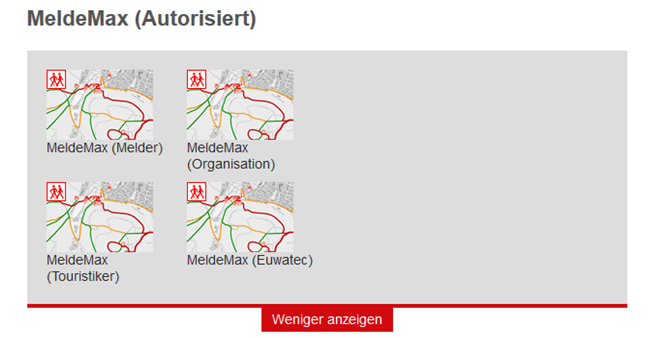 MeldeMax (Autorisiert)
MeldeMax (Melder)
MeldeMax
(Organisation)
MeldeMax
(Touristiker)
MeldeMax (Euwatec)
Weniger anzeigen